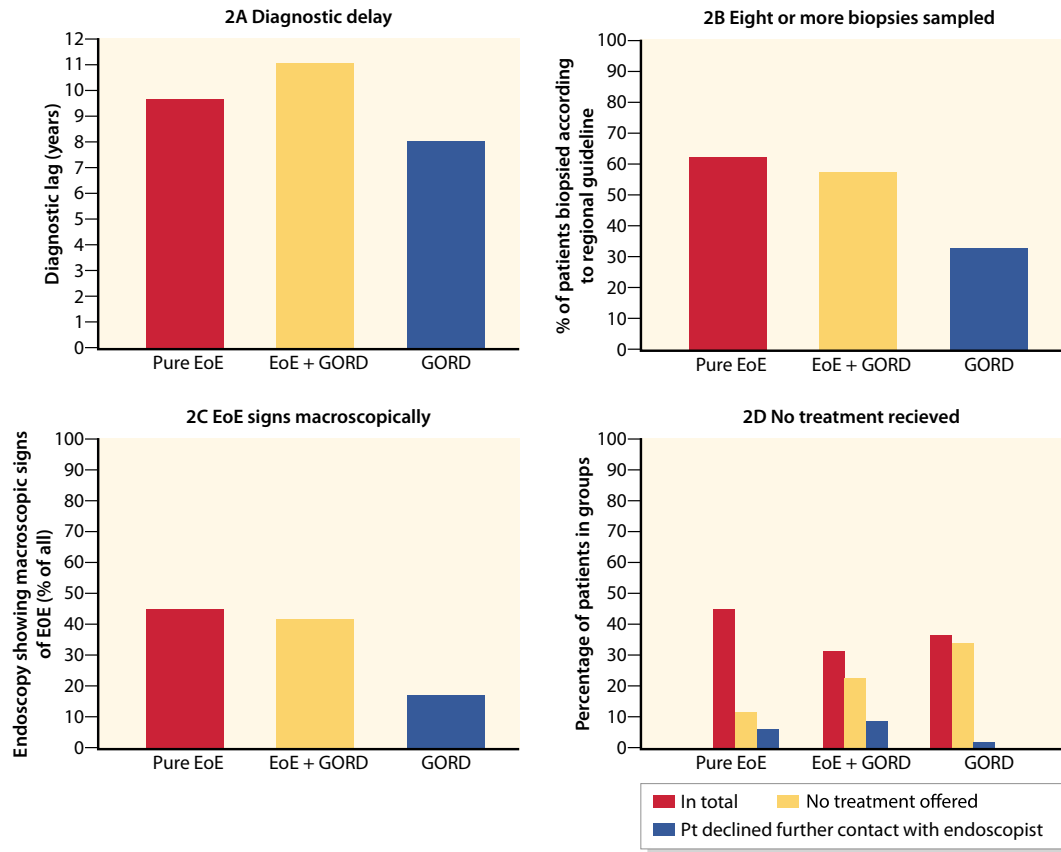 2A Diagnostic delay
Diagnostic lag (years)
12
11
10
9
8
7
6
5
4
3
2
1
0
Pure EoE EoE + GORD GORD
2B Eight or more biopsies sampled
% of patients biopsied according
to regional guideline
100
90
80
70
60
50
40
30
20
10
0
Pure EoE EoE + GORD GORD
2C EoE signs macroscopically
Endoscopy showing macroscopic signs
of E0E (% of all)
100
90
80
70
60
50
40
30
20
10
0
Pure EoE EoE + GORD GORD
2D No treatment recieved
Percentage of patients in groups
100
90
80
70
60
50
40
30
20
10
0
Pure EoE EoE + GORD GORD
In total No treatment offered
Pt declined further contact with endoscopist